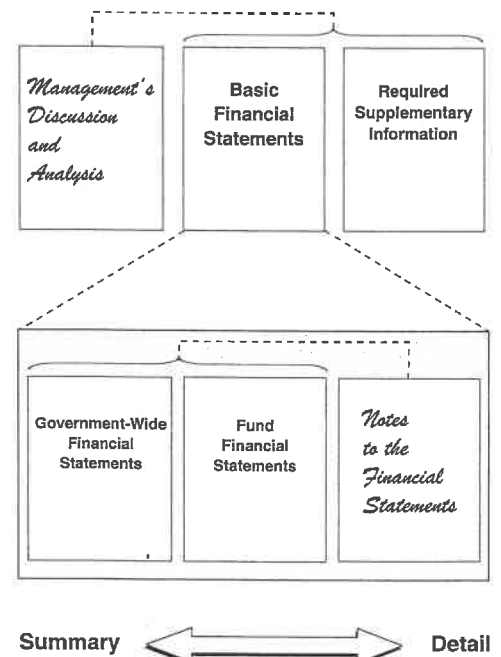 Management's
Discussion
and
Analysis
Basic
Financial
Statements
Required
Supplementary
Information
Government-Wide
Financial
Statements
Fund
Financial
Statements
Notes
to the
Financial
Statements
Summary
Detail